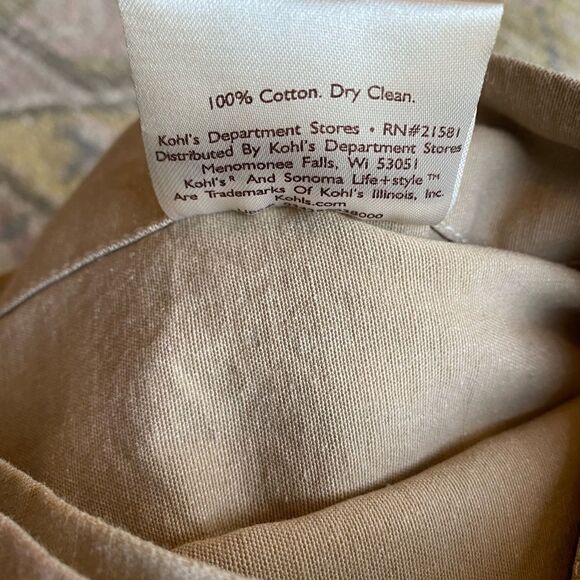 100% Cotton. Dry Clean.
Kohl's Department Stores • RN#21581
Distributed By Kohl's Department Stores
Menomonee Falls, WI 53051
Kohl's® And Sonoma Life+style™
Are Trademarks Of Kohl's Illinois, Inc.
Kohls.com